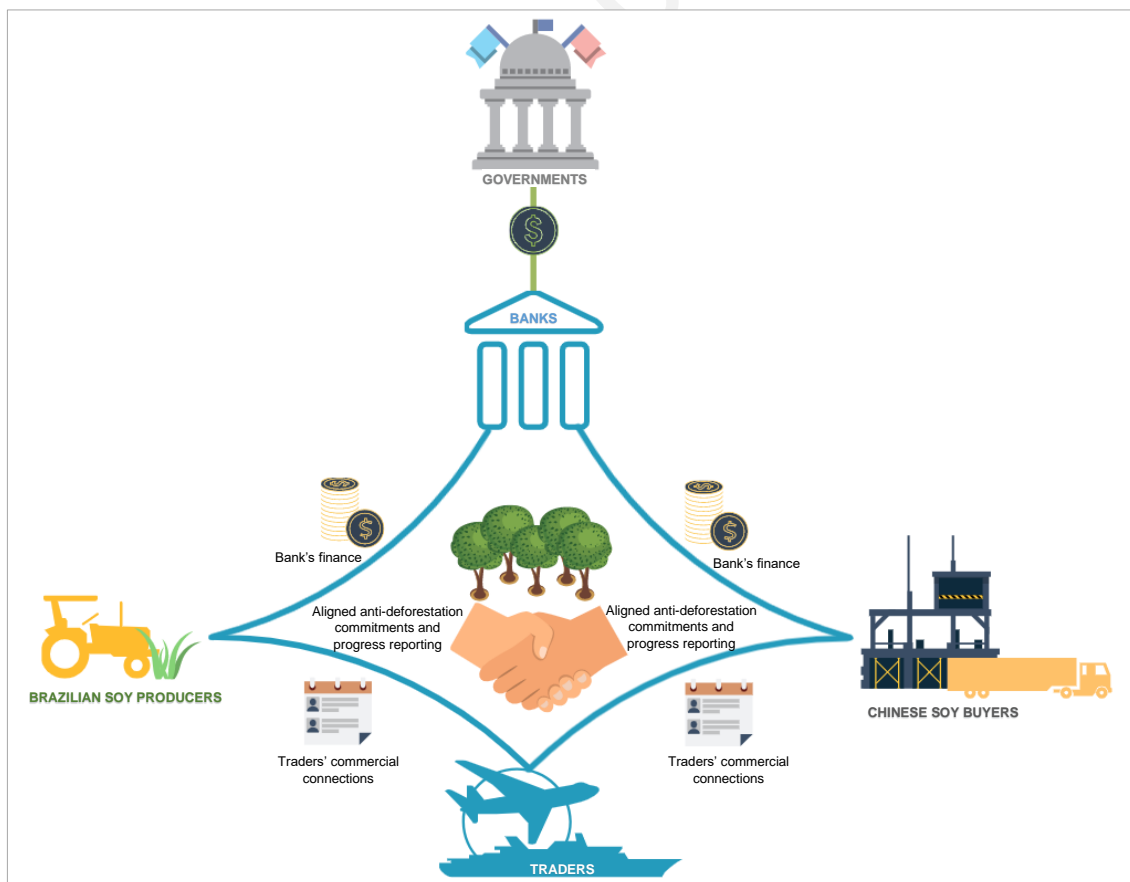 GOVERNMENTS
$
BANKS
$
$
$
$
Bank's finance
Bank's finance
Aligned anti-deforestation
commitments and
progress reporting
Aligned anti-deforestation
commitments and
progress reporting
BRAZILIAN SOY PRODUCERS
CHINESE SOY BUYERS
Traders' commercial
connections
Traders' commercial
connections
TRADERS